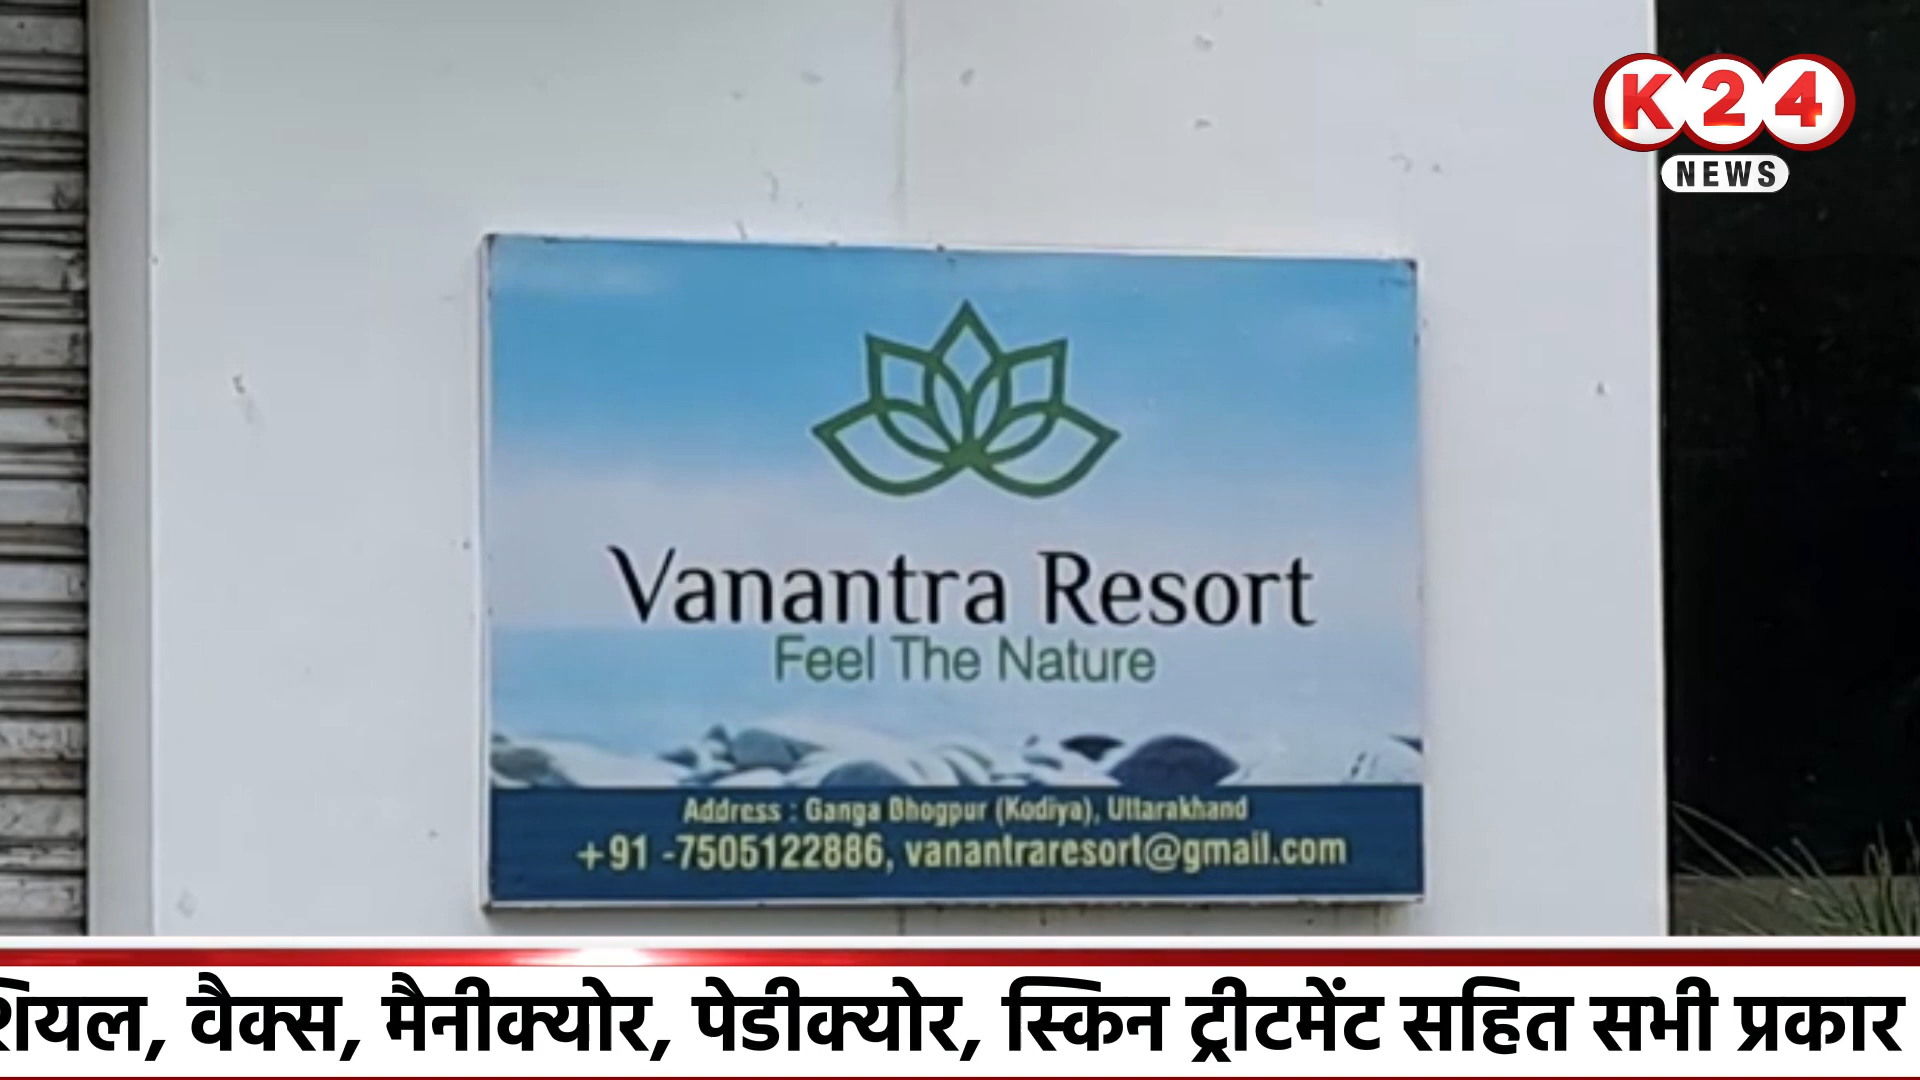 K24
NEWS
Vanantra Resort
Feel The Nature
Address : Ganga Bhogpur (Kodiya), Uttarakhand
+91 -7505122886, vanantraresort@gmail.com
वैक्स, मैनीक्योर, पेडीक्योर, स्किन ट्रीटमेंट सहित सभी प्रकार